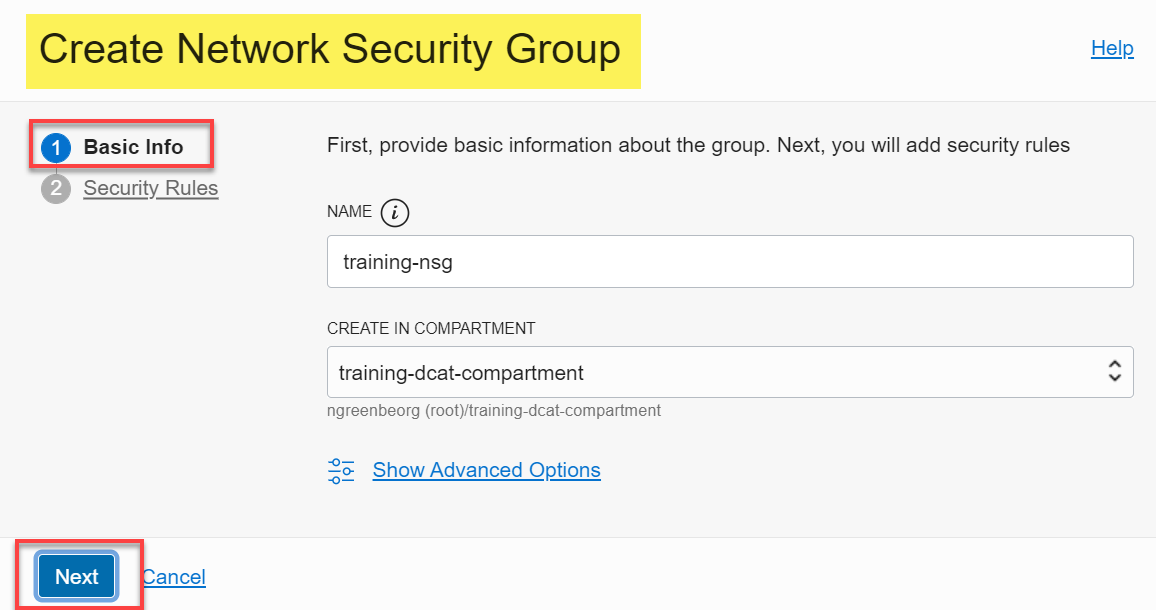 Create Network Security Group
Help
1 Basic Info
2 Security Rules
First, provide basic information about the group. Next, you will add security rules
NAME i
training-nsg
CREATE IN COMPARTMENT
training-dcat-compartment
ngreenbeorg (root)/training-dcat-compartment
Show Advanced Options
Next Cancel